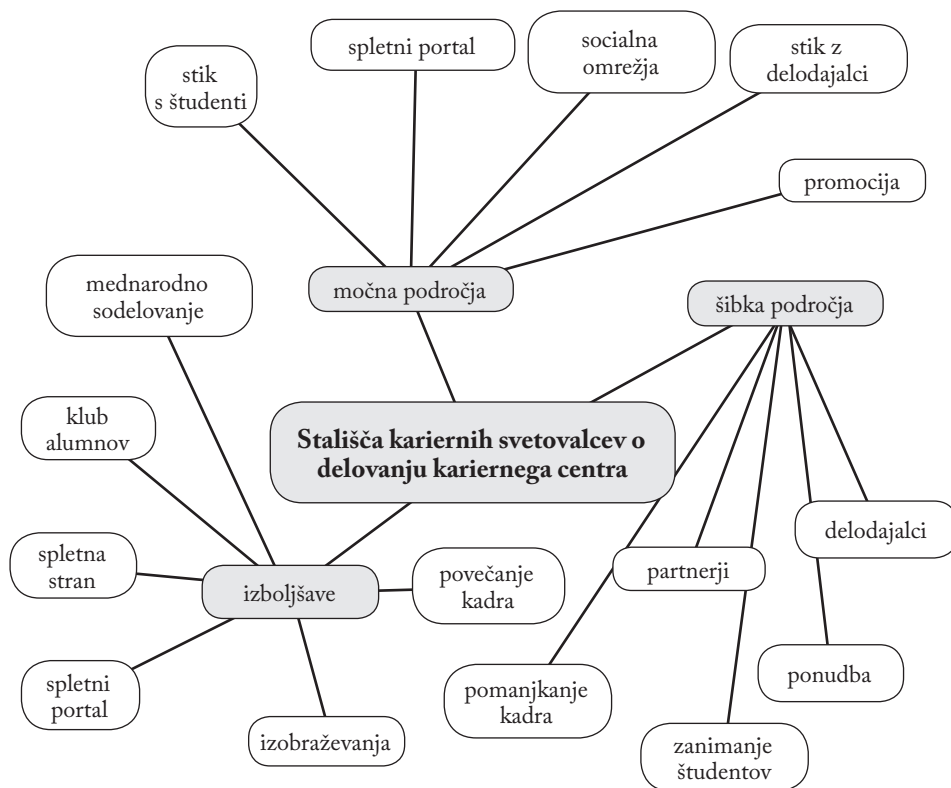 spletni portal
socialna
omrežja
stik z
delodajalci
stik
s študenti
promocija
močna področja
mednarodno
sodelovanje
šibka področja
klub
alumnov
Stališča kariernih svetovalcev o
delovanju kariernega centra
spletna
stran
izboljšave
povečanje
kadra
partnerji
delodajalci
spletni
portal
izobraževanja
pomanjkanje
kadra
ponudba
zanimanje
študentov